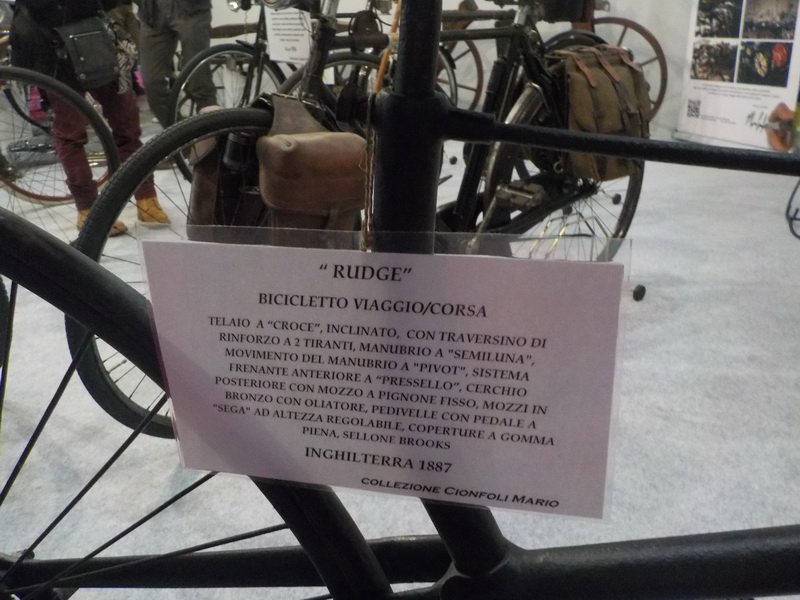 “ RUDGE”
BICICLETTO VIAGGIO/CORSA
TELAIO A “CROCE”, INCLINATO, CON TRAVERSINO DI
RINFORZO A 2 TIRANTI, MANUBRIO A “SEMILUNA”,
MOVIMENTO DEL MANUBRIO A “PIVOT”, SISTEMA
FRENANTE ANTERIORE A “PRESSELLO”, CERCHIO
POSTERIORE CON MOZZO A PIGNONE FISSO, MOZZI IN
BRONZO CON OLIATORE, PEDIVELLE CON PEDALE A
“SEGA” AD ALTEZZA REGOLABILE, COPERTURE A GOMMA
PIENA, SELLONE BROOKS
INGHILTERRA 1887
COLLEZIONE CIONFOLI MARIO